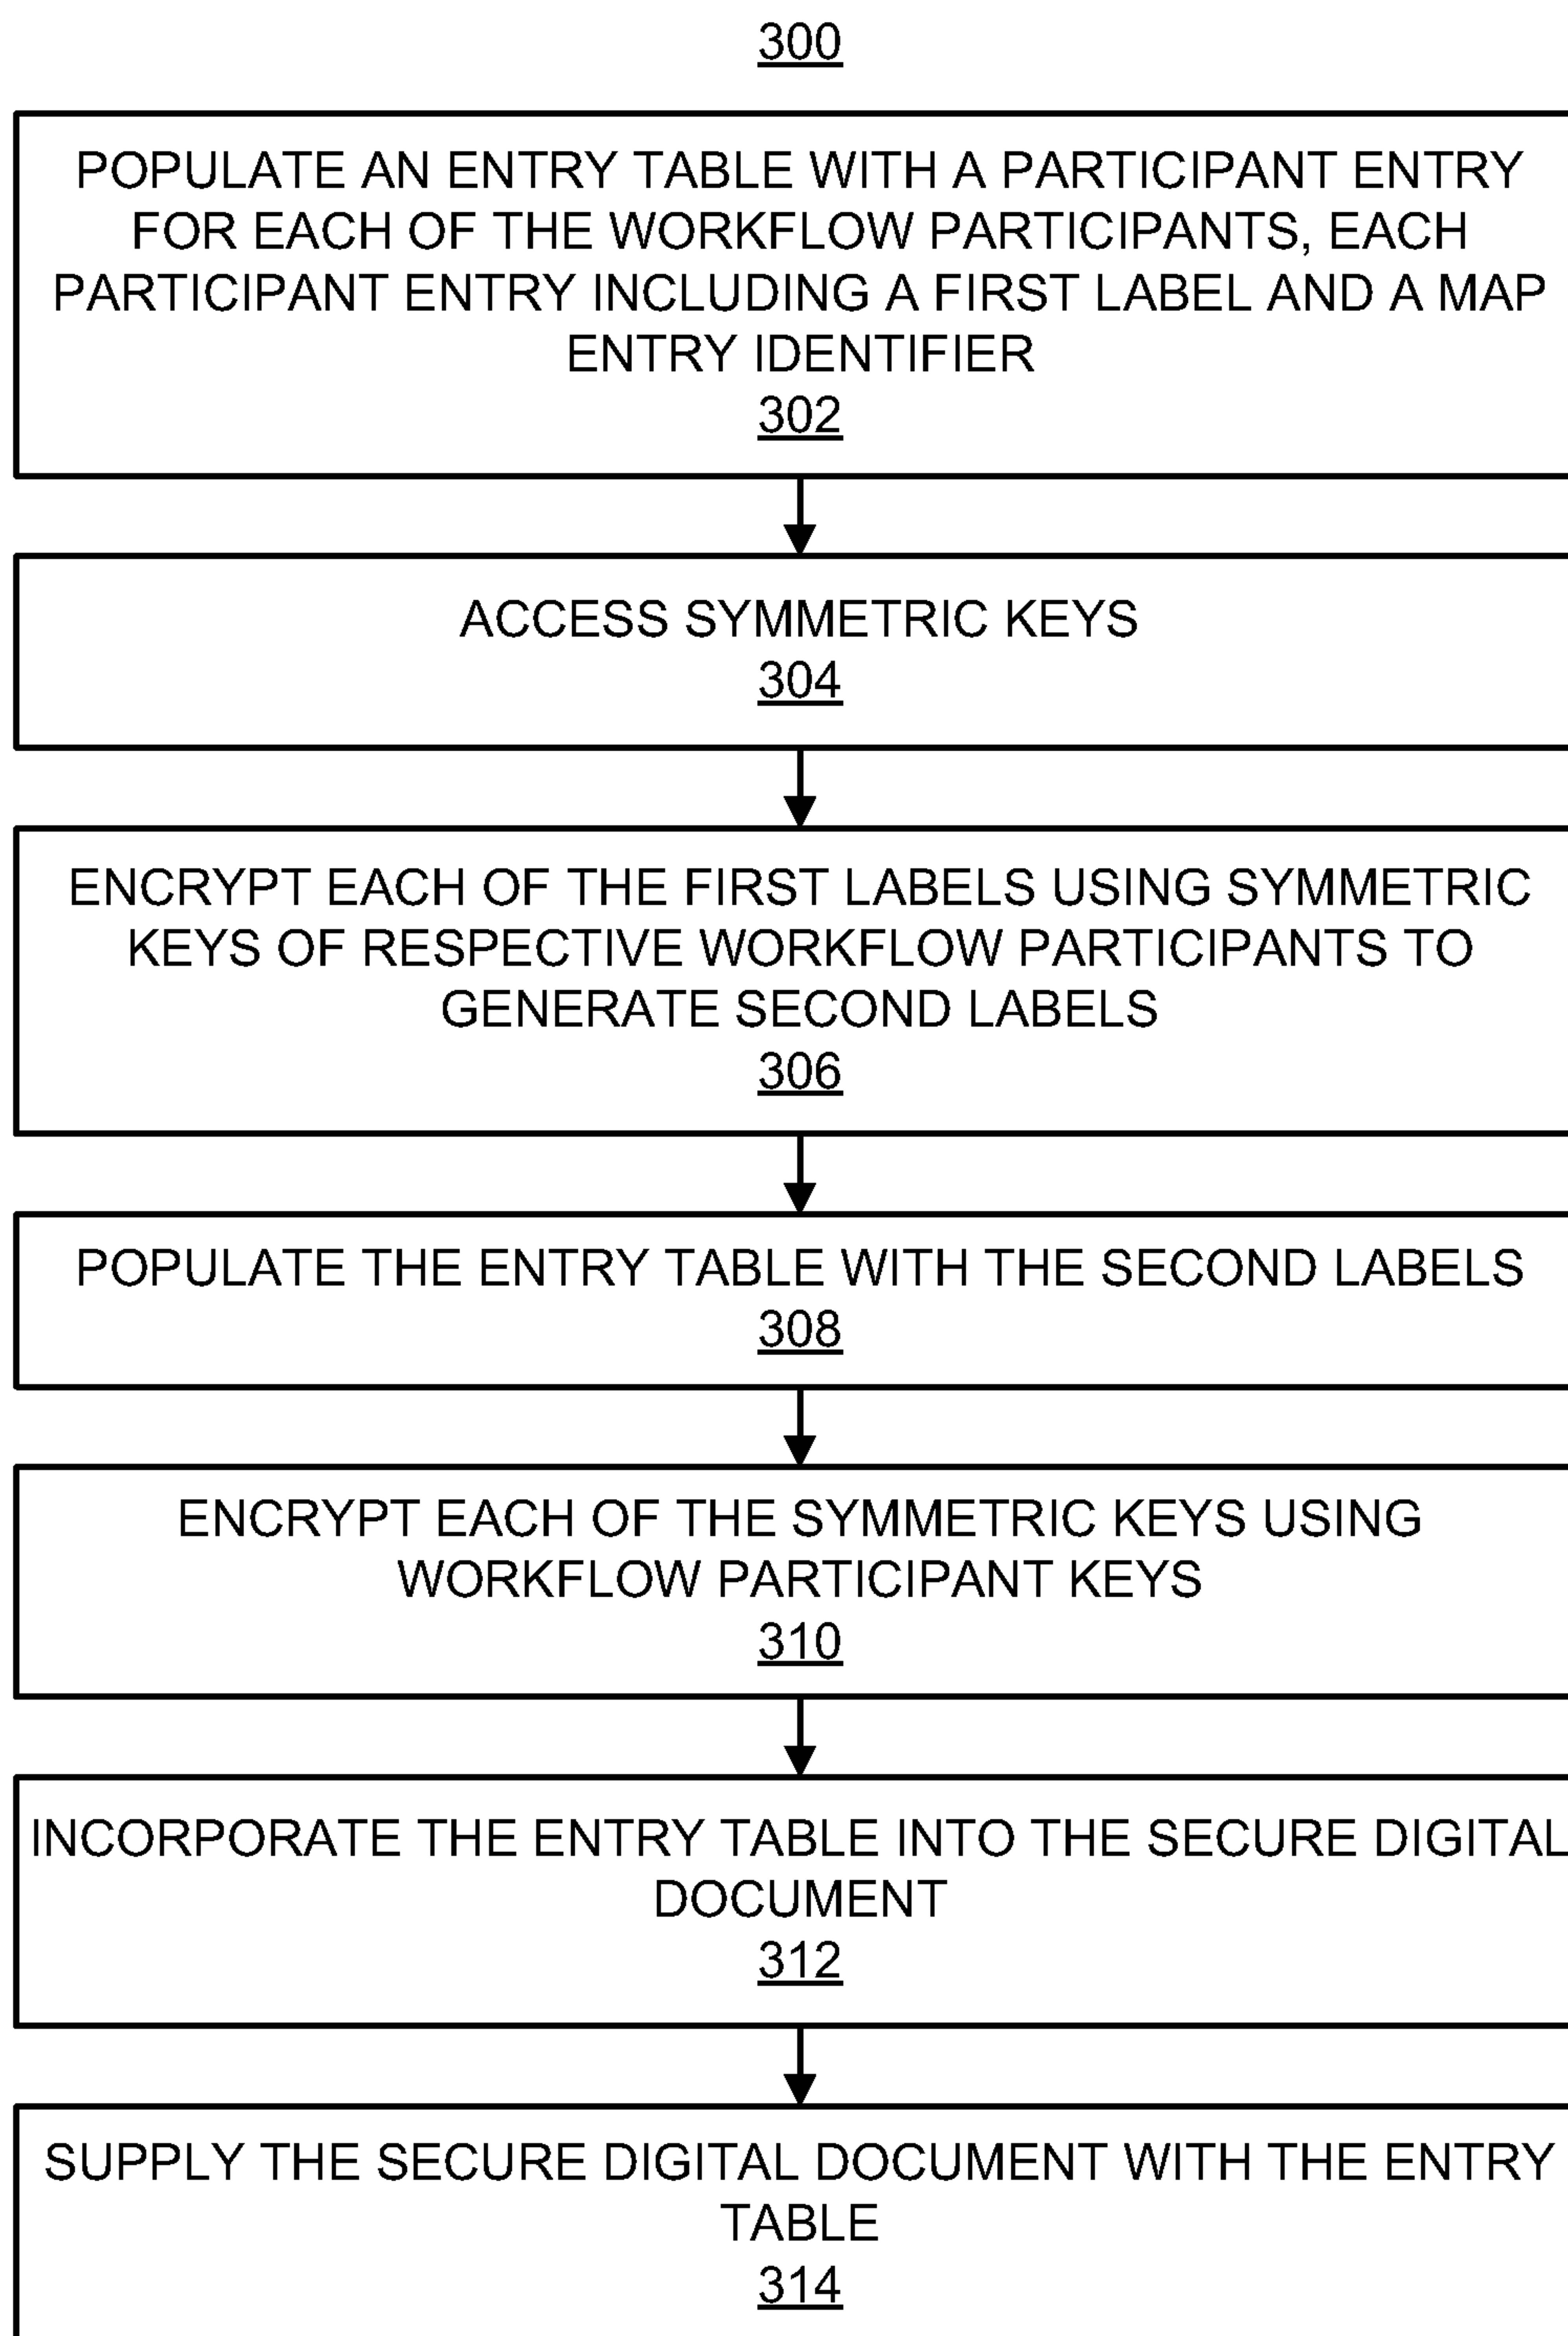 300
POPULATE AN ENTRY TABLE WITH A PARTICIPANT ENTRY
FOR EACH OF THE WORKFLOW PARTICIPANTS, EACH
PARTICIPANT ENTRY INCLUDING A FIRST LABEL AND A MAP
ENTRY IDENTIFIER
302
ACCESS SYMMETRIC KEYS
304
ENCRYPT EACH OF THE FIRST LABELS USING SYMMETRIC
KEYS OF RESPECTIVE WORKFLOW PARTICIPANTS TO
GENERATE SECOND LABELS
306
POPULATE THE ENTRY TABLE WITH THE SECOND LABELS
308
ENCRYPT EACH OF THE SYMMETRIC KEYS USING
WORKFLOW PARTICIPANT KEYS
310
INCORPORATE THE ENTRY TABLE INTO THE SECURE DIGITAL
DOCUMENT
312
SUPPLY THE SECURE DIGITAL DOCUMENT WITH THE ENTRY
TABLE
314